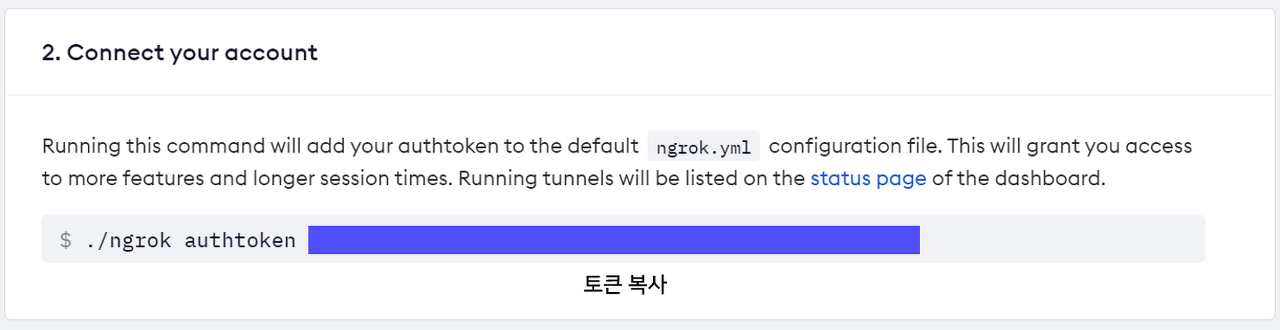 2. Connect your account
Running this command will add your authtoken to the default ngrok.yml configuration file. This will grant you access
to more features and longer session times. Running tunnels will be listed on the status page of the dashboard.
$ ./ngrok authtoken
토큰 복사